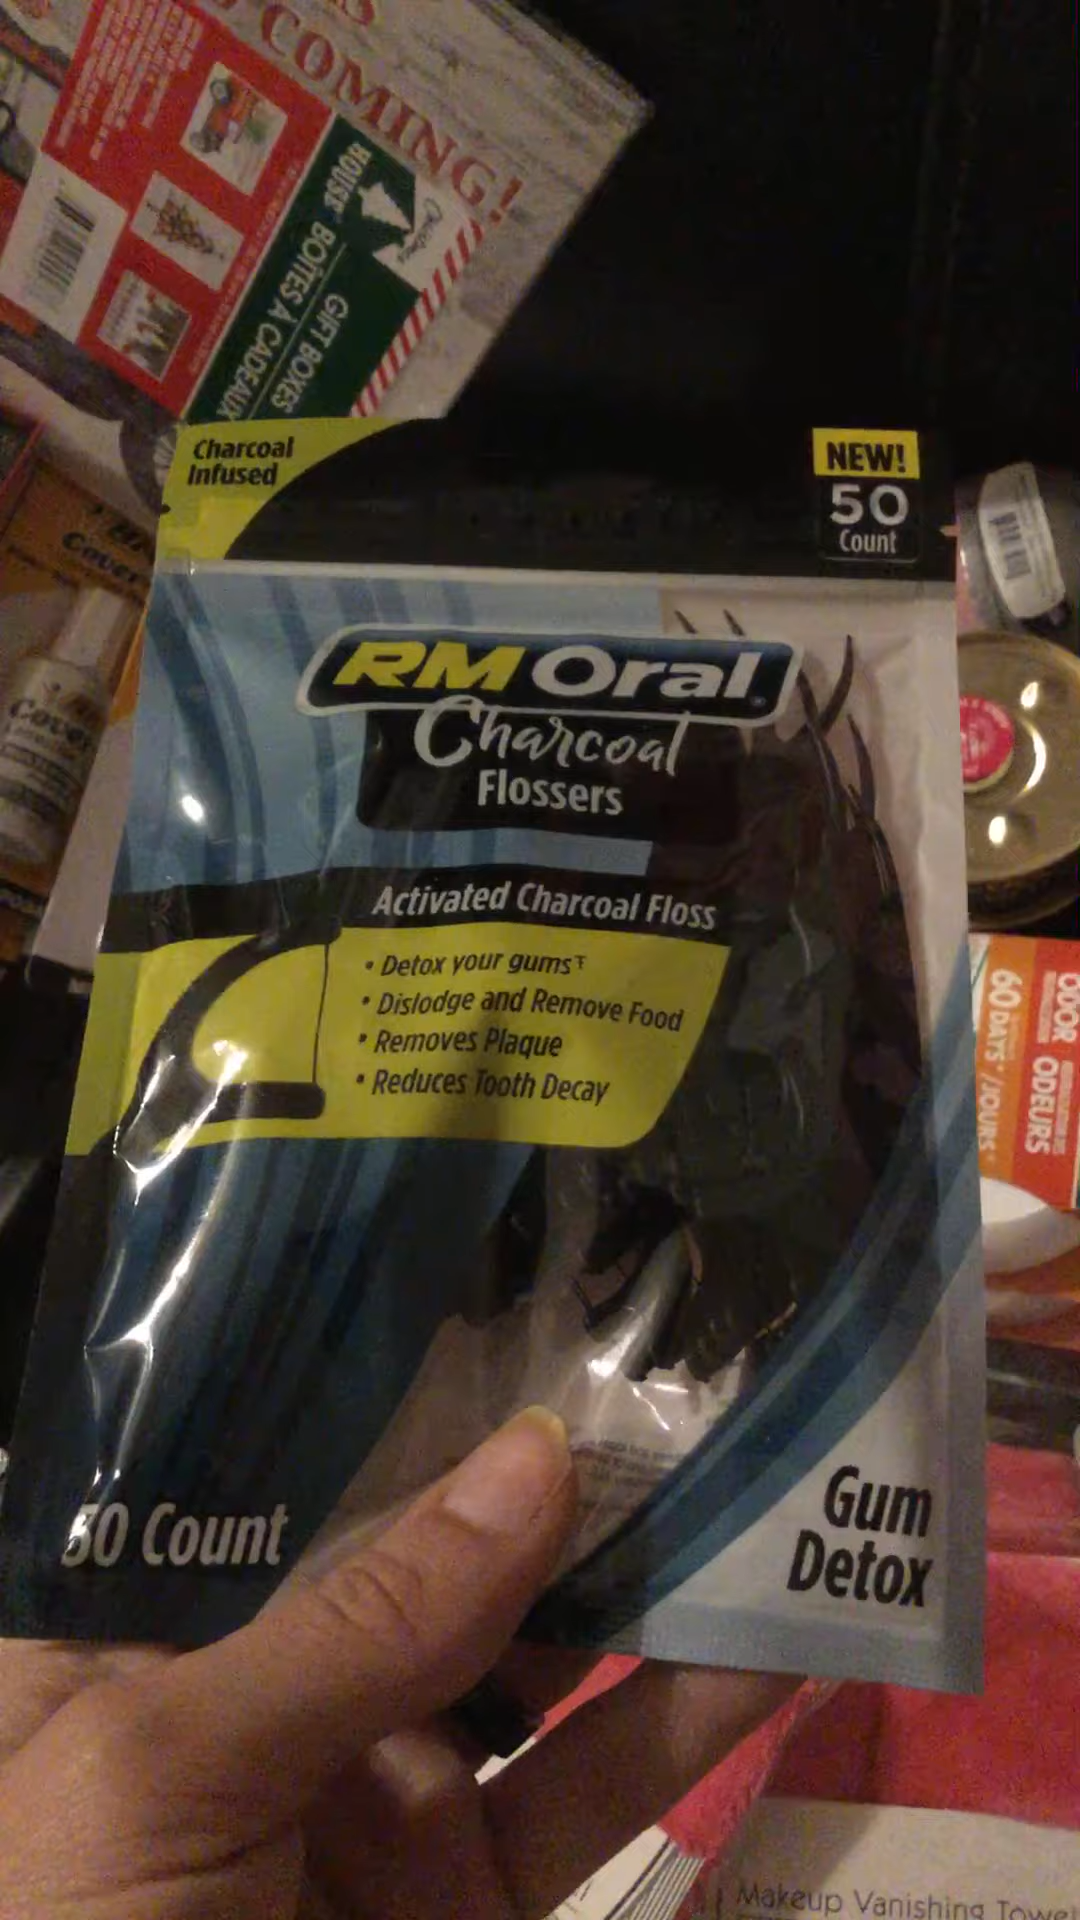 COMING!
HOUSE
BOÎTES À CADEAUX
GIFT BOXES
Charcoal
Infused
NEW!
50
Count
RM Oral
Charcoal
Flossers
Activated Charcoal Floss
• Detox your gums
• Dislodge and Remove Food
• Removes Plaque
• Reduces Tooth Decay
50 Count
Gum
Detox
Cover
ODOR
ODEURS
60 DAYS*/JOURS*
Makeup Vanishing Towel